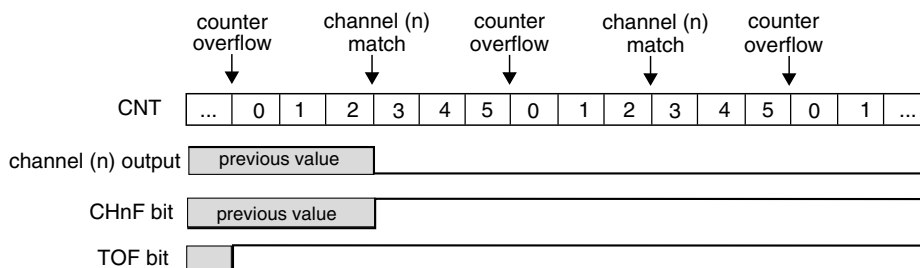 counter overflow
channel (n) match
counter overflow
channel (n) match
counter overflow
CNT ... 0 1 2 3 4 5 0 1 2 3 4 5 0 1 ...
channel (n) output previous value
CHnF bit previous value
TOF bit